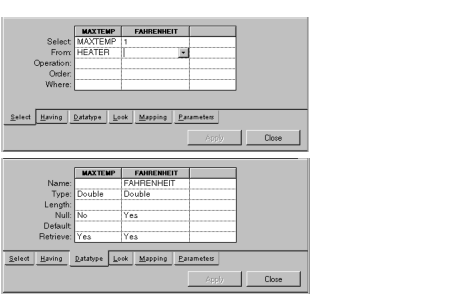 MAXTEMP FAHRENHEIT
Select: MAXTEMP 1
From: HEATER
Operation:
Order:
Where:
Select Having Datatype Look Mapping Parameters
Apply Close
MAXTEMP FAHRENHEIT
Name: FAHRENHEIT
Type: Double Double
Length:
Null: No Yes
Default:
Retrieve: Yes Yes
Select Having Datatype Look Mapping Parameters
Apply Close